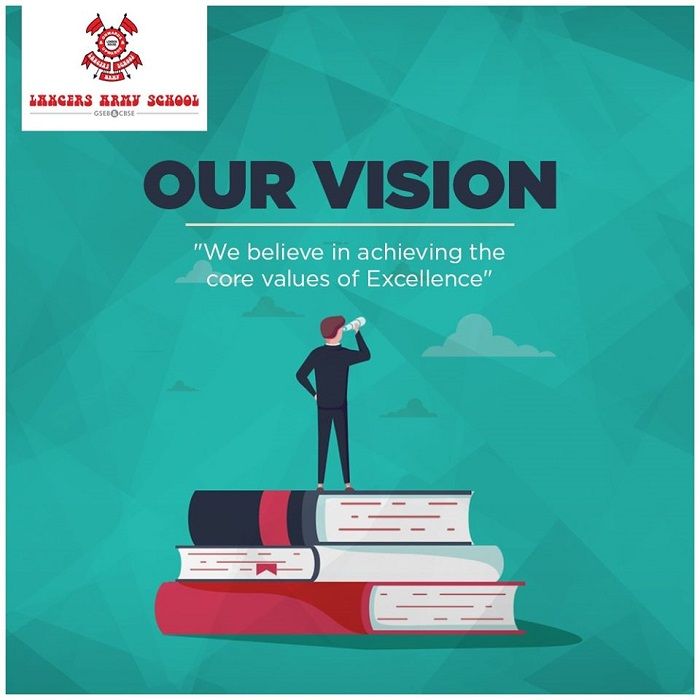 LANCERS ARMY SCHOOL
GSEB & CBSE
OUR VISION
"We believe in achieving the
core values of Excellence"